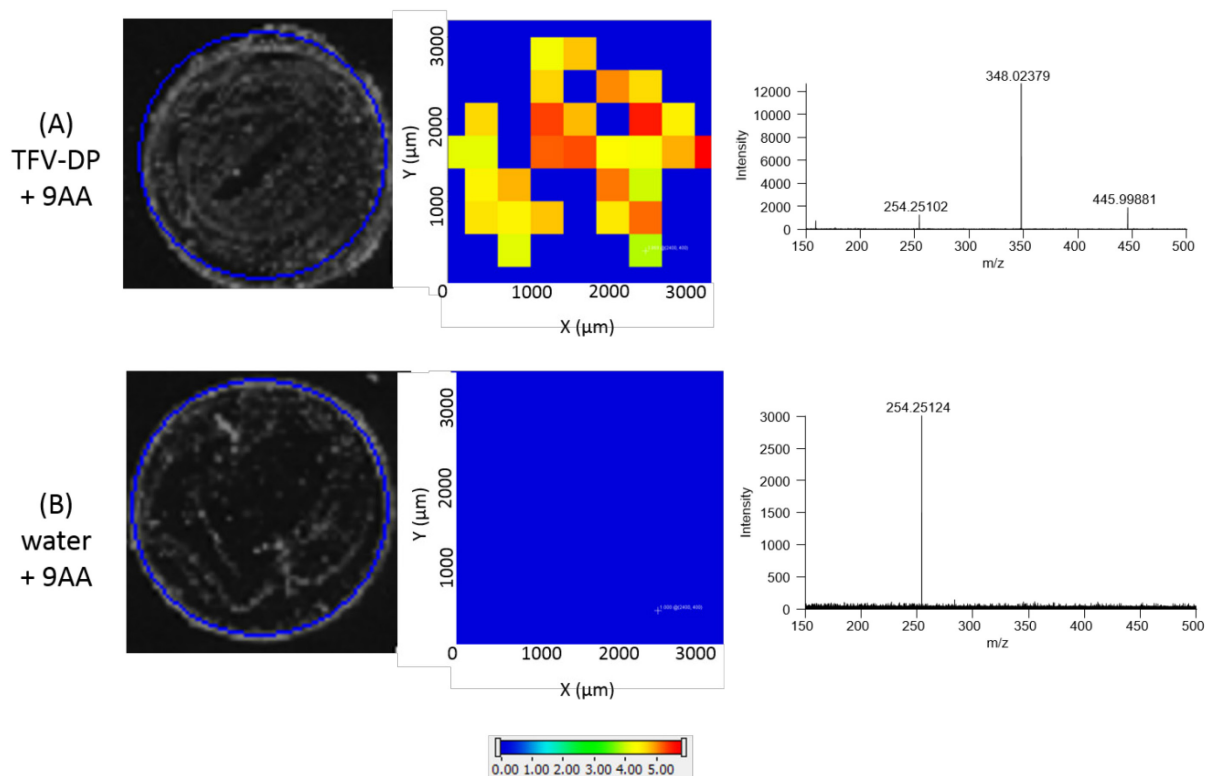 (A)
TFV-DP
+ 9AA
3000
2000
1000
Y (µm)
0 1000 2000 3000
X (µm)
348.02379
254.25102
445.99881
12000
10000
8000
6000
4000
2000
0
Intensity
150 200 250 300 350 400 450 500
m/z
(B)
water
+ 9AA
3000
2000
1000
Y (µm)
0 1000 2000 3000
X (µm)
254.25124
3000
2500
2000
1500
1000
500
0
Intensity
150 200 250 300 350 400 450 500
m/z
0.00 1.00 2.00 3.00 4.00 5.00